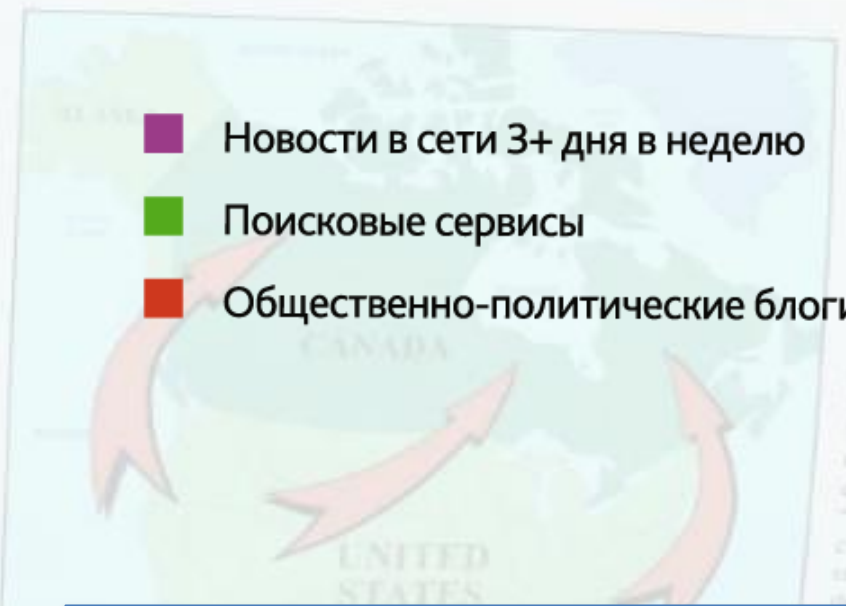 Новости в сети 3+ дня в неделю
Поисковые сервисы
Общественно-политические блоги
CANADA
UNITED
STATES